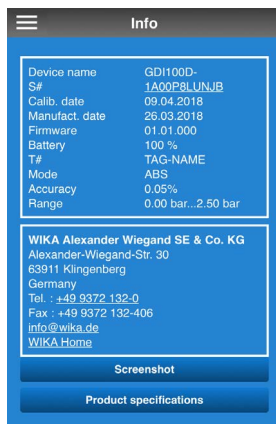 Info
Device name GDI100D-
S# 1A00P8LUNJB
Calib. date 09.04.2018
Manufact. date 26.03.2018
Firmware 01.01.000
Battery 100 %
T# TAG-NAME
Mode ABS
Accuracy 0.05%
Range 0.00 bar...2.50 bar
WIKA Alexander Wiegand SE & Co. KG
Alexander-Wiegand-Str. 30
63911 Klingenberg
Germany
Tel. : +49 9372 132-0
Fax : +49 9372 132-406
info@wika.de
WIKA Home
Screenshot
Product specifications